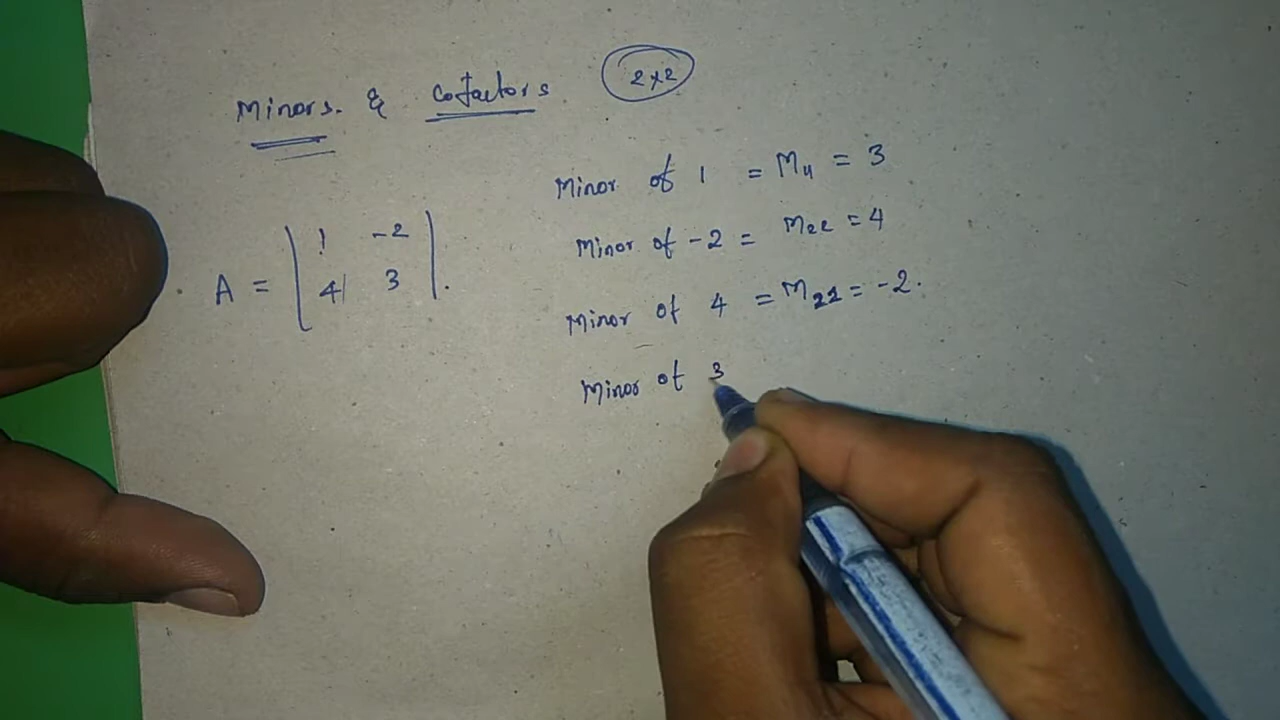 Minors. & Cofactors 2x2
A = | 1 -2 |
| 4 3 | .
Minor of 1 = M11 = 3
Minor of -2 = M22 = 4
Minor of 4 = M21 = -2.
Minor of 3